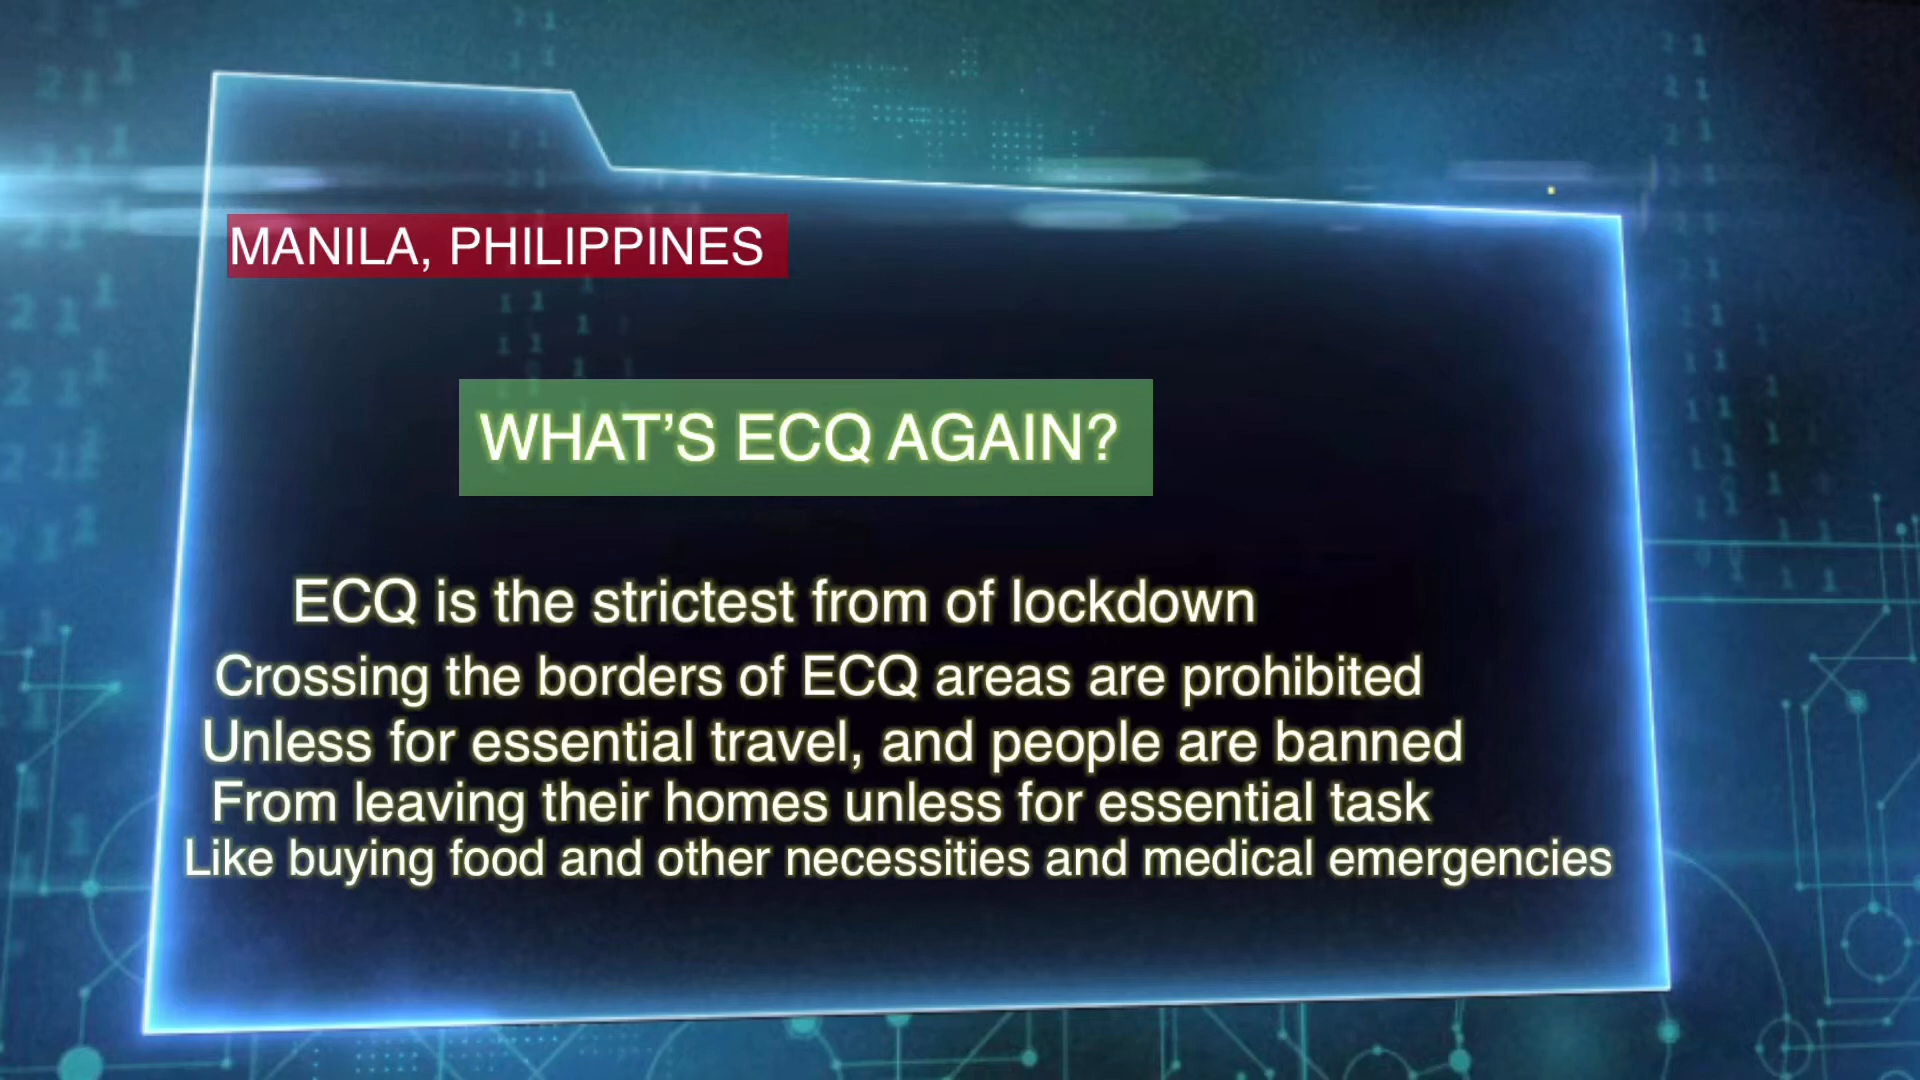 MANILA, PHILIPPINES
WHAT'S ECQ AGAIN?
ECQ is the strictest from of lockdown
Crossing the borders of ECQ areas are prohibited
Unless for essential travel, and people are banned
From leaving their homes unless for essential task
Like buying food and other necessities and medical emergencies